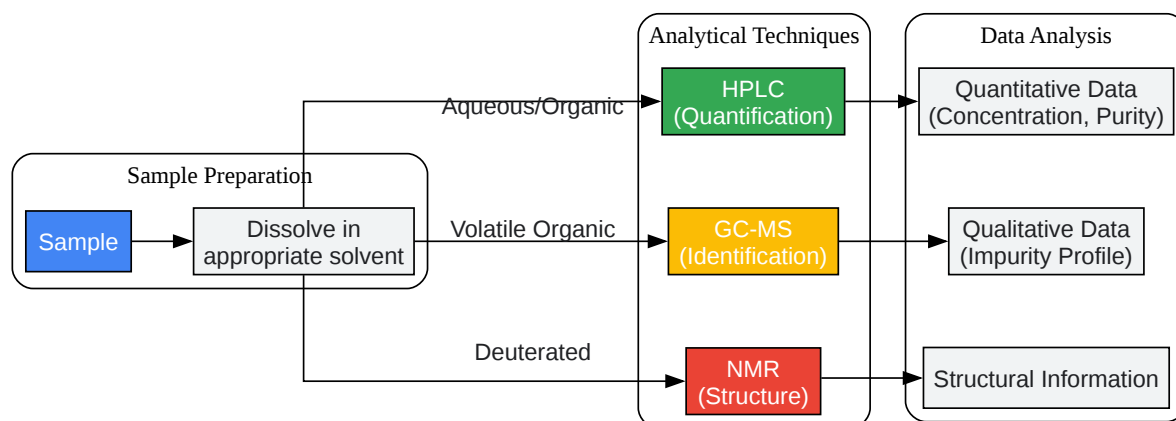 Analytical Techniques
Data Analysis
HPLC
(Quantification)
Quantitative Data
(Concentration, Purity)
Aqueous/Organic
Sample Preparation
Sample
Dissolve in
appropriate solvent
Volatile Organic
GC-MS
(Identification)
Qualitative Data
(Impurity Profile)
Deuterated
NMR
(Structure)
Structural Information